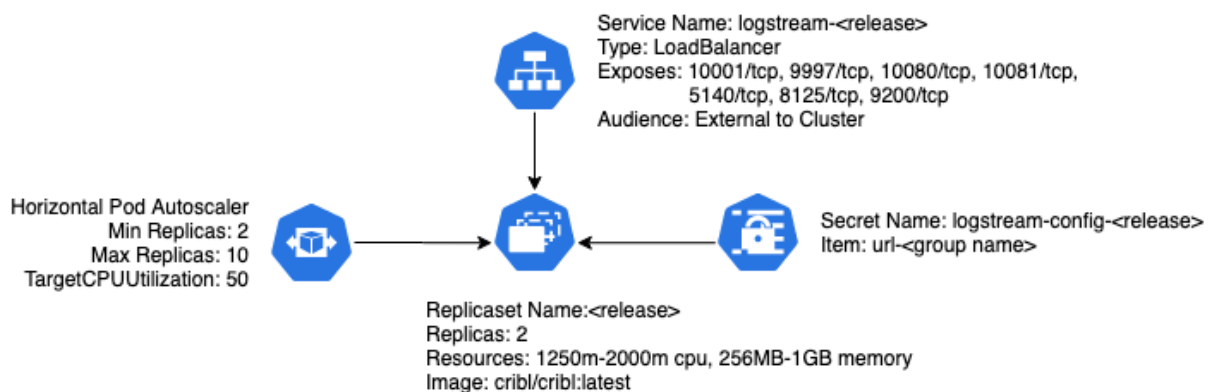 Service Name: logstream-<release>
Type: LoadBalancer
Exposes: 10001/tcp, 9997/tcp, 10080/tcp, 10081/tcp,
5140/tcp, 8125/tcp, 9200/tcp
Audience: External to Cluster
Horizontal Pod Autoscaler
Min Replicas: 2
Max Replicas: 10
TargetCPUUtilization: 50
Secret Name: logstream-config-<release>
Item: url-<group name>
Replicaset Name:<release>
Replicas: 2
Resources: 1250m-2000m cpu, 256MB-1GB memory
Image: cribl/cribl:latest